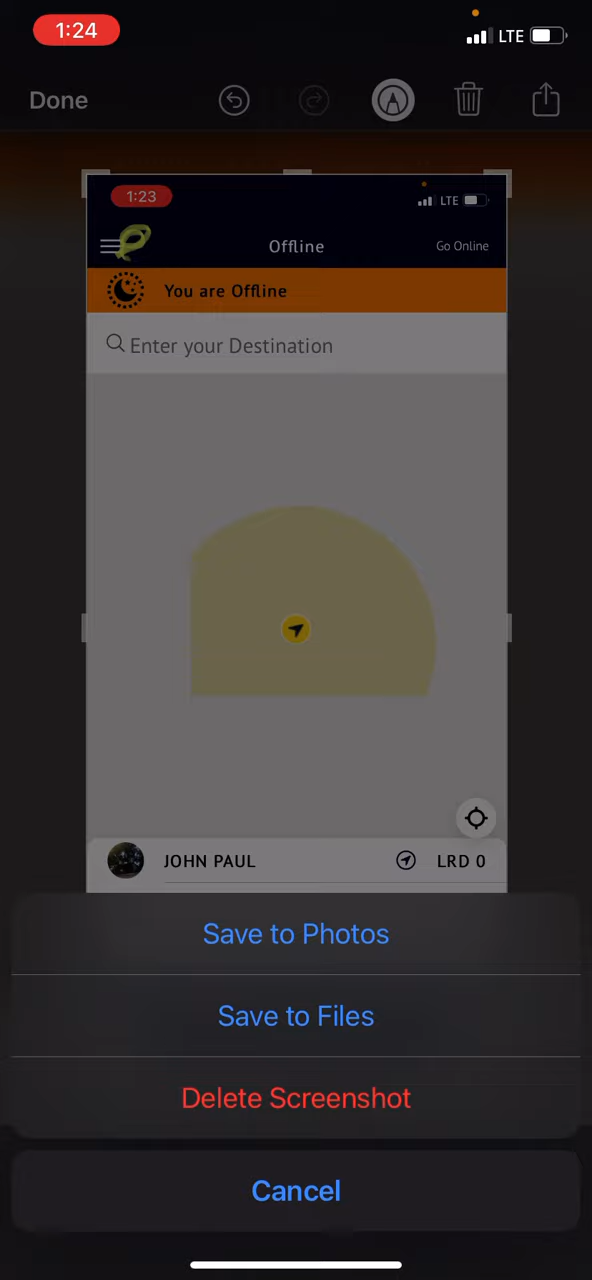 1:24
LTE
Done
1:23
LTE
Offline
Go Online
You are Offline
Enter your Destination
JOHN PAUL
LRD 0
Save to Photos
Save to Files
Delete Screenshot
Cancel